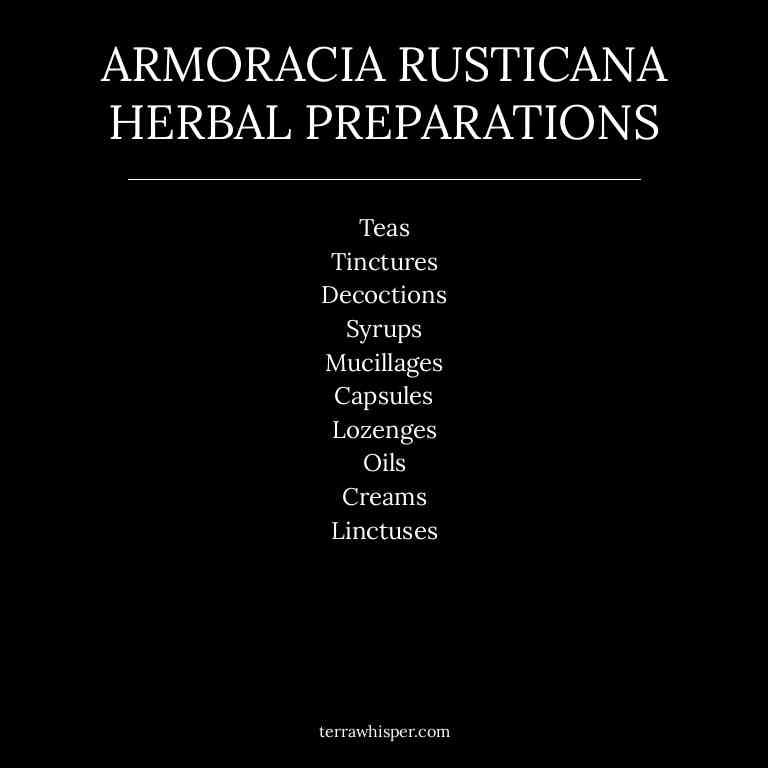 ARMORACIA RUSTICANA
HERBAL PREPARATIONS
Teas
Tinctures
Decoctions
Syrups
Mucillages
Capsules
Lozenges
Oils
Creams
Linctuses
terrawhisper.com